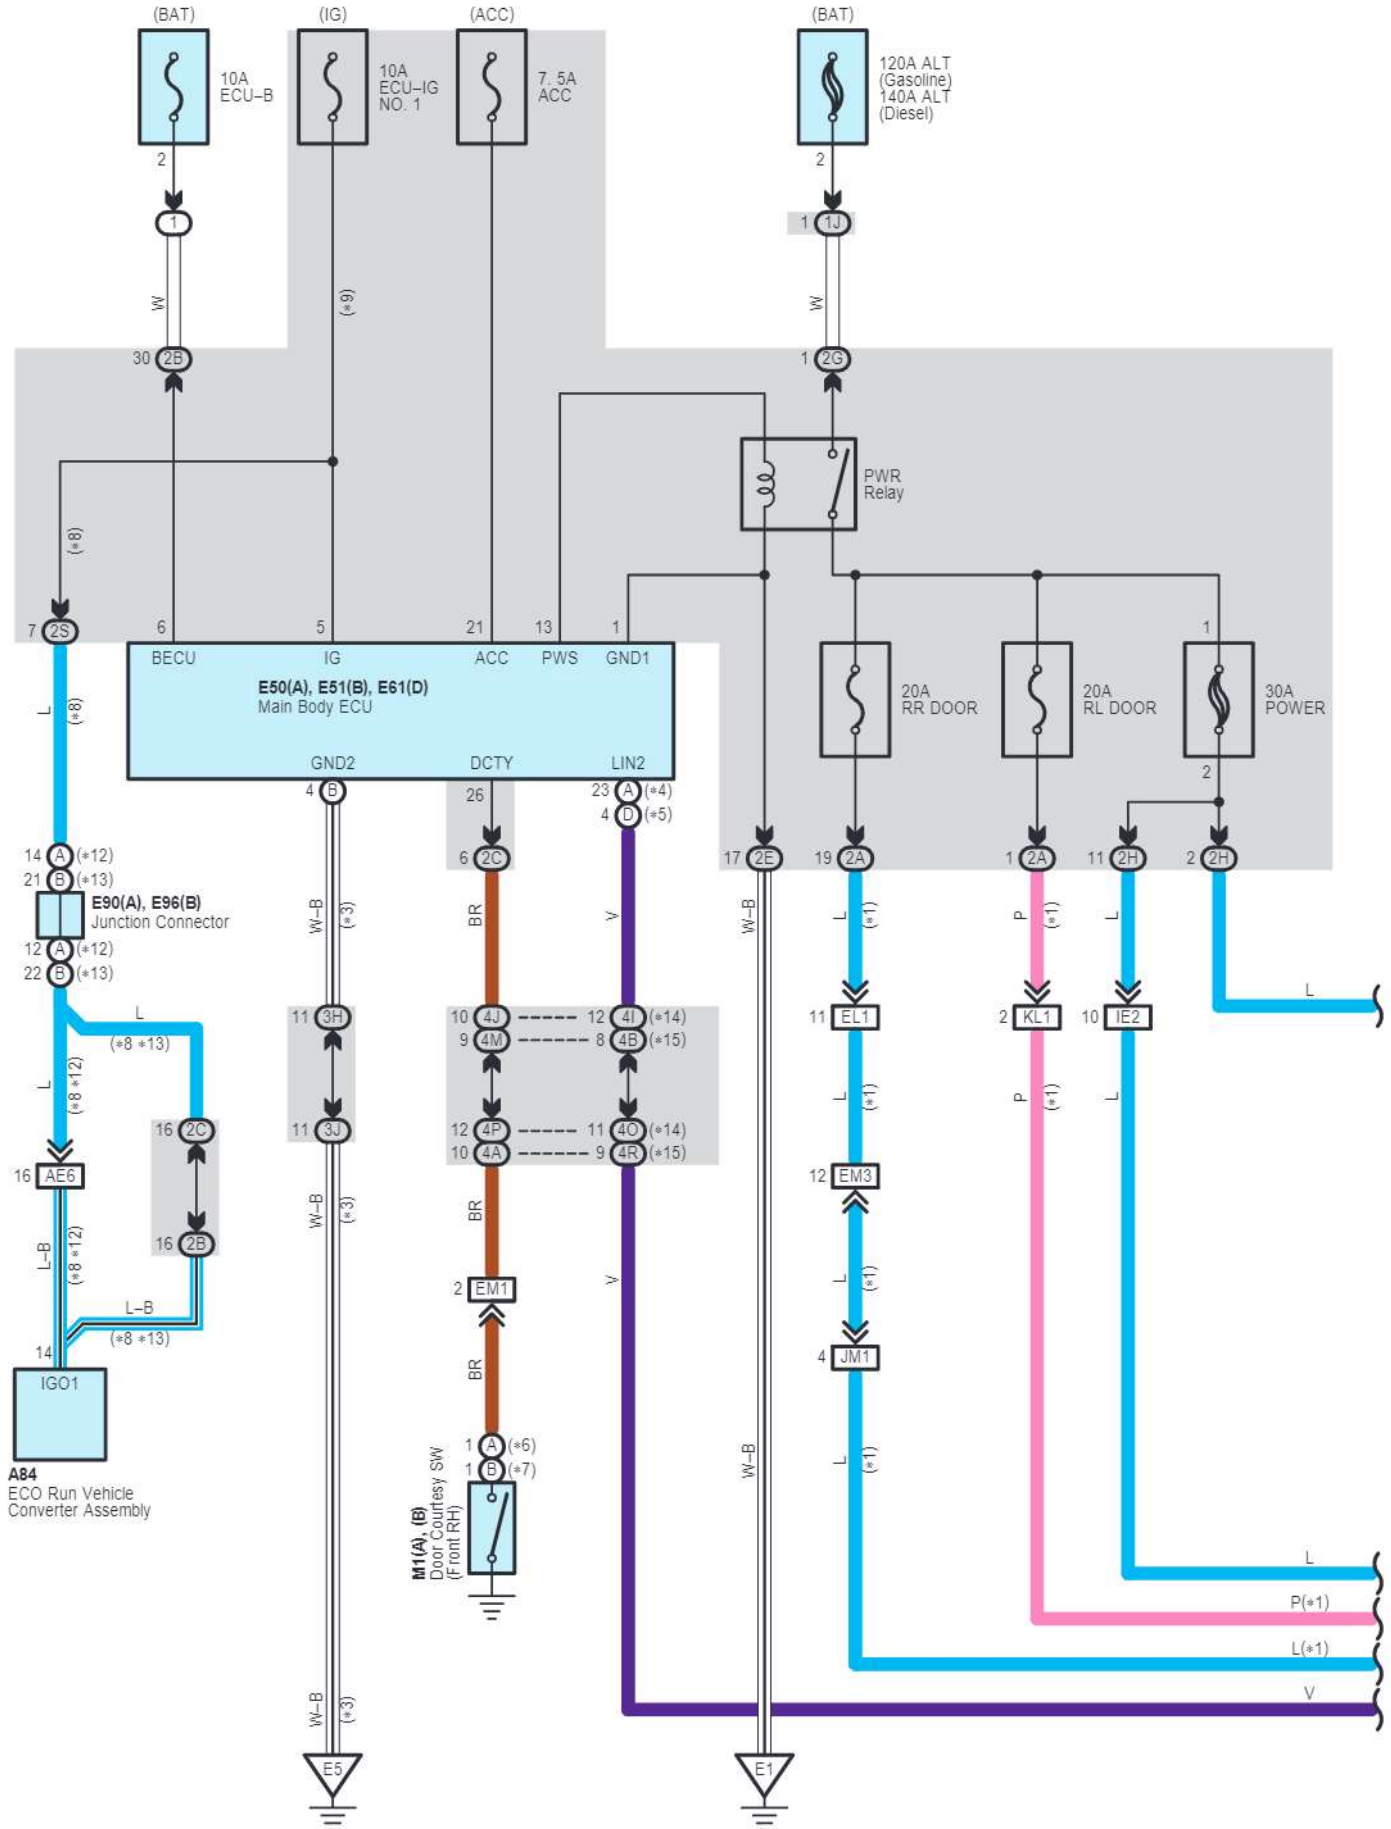 (BAT)
(IG)
(ACC)
(BAT)
10A
ECU–B
10A
ECU–IG
NO. 1
7. 5A
ACC
120A ALT
(Gasoline)
140A ALT
(Diesel)
2
2
1
1 1J
W
(*9)
W
30 2B
1 2G
PWR
Relay
(*8)
7 2S
6
5
21
13
1
1
BECU
IG
ACC
PWS
GND1
E50(A), E51(B), E61(D)
Main Body ECU
20A
RR DOOR
20A
RL DOOR
30A
POWER
L
(*8)
GND2
DCTY
LIN2
2
4 B
26
23 A (*4)
4 D (*5)
14 A (*12)
21 B (*13)
6 2C
17 2E
19 2A
1 2A
11 2H
2 2H
E90(A), E96(B)
Junction Connector
W–B
(*3)
BR
V
W–B
L
(*1)
P
(*1)
L
12 A (*12)
22 B (*13)
L
L
(*8 *13)
11 3H
10 4J
12 4I (*14)
9 4M
8 4B (*15)
11 EL1
2 KL1
10 IE2
L
(*8 *12)
L
(*1)
P
(*1)
L
16 2C
11 3J
12 4P
11 4O (*14)
10 4A
9 4R (*15)
16 AE6
12 EM3
W–B
(*3)
BR
16 2B
L–B
(*8 *12)
2 EM1
V
L
(*1)
L–B
(*8 *13)
14
4 JM1
IGO1
BR
1 A (*6)
1 B (*7)
W–B
L
(*1)
A84
ECO Run Vehicle
Converter Assembly
M1(A), (B)
Door Courtesy SW
(Front RH)
L
P(*1)
L(*1)
V
W–B
(*3)
E5
E1